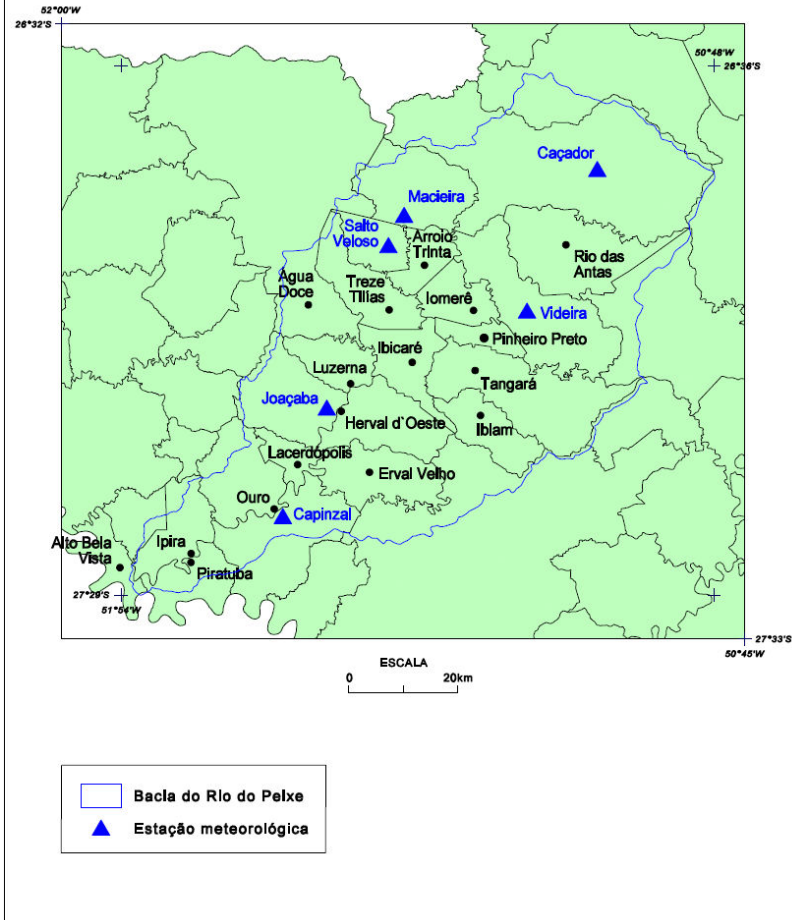 52°00'W
26°32'S
50°48'W
26°36'S
Caçador
Macieira
Salto
Veloso
Arroio
Trinta
Rio das
Antas
Agua
Doce
Treze
Tílias
Iomerê
Videira
Pinheiro Preto
Ibicaré
Luzerna
Tangará
Joaçaba
Herval d`Oeste
Iblam
Lacerdópolis
Erval Velho
Ouro
Capinzal
Alto Bela
Vista
Ipira
Piratuba
27°29'S
51°54'W
27°33'S
50°45'W
ESCALA
0 20km
Bacia do Rio do Peixe
Estação meteorológica